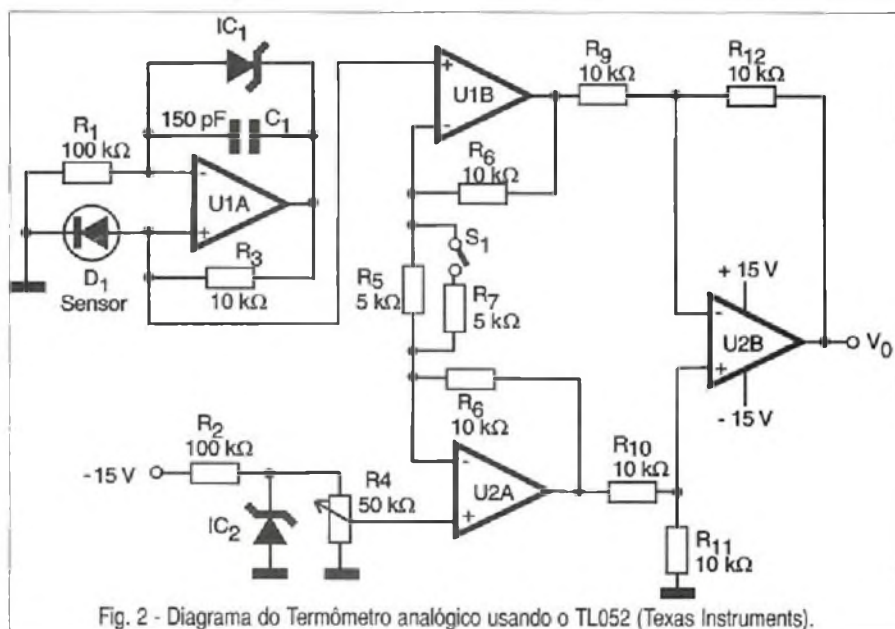 IC1
150 pF
C1
R1
100 kΩ
-
U1A
+
D1
Sensor
R3
10 kΩ
+
U1B
-
R6
10 kΩ
S1
R5
5 kΩ
R7
5 kΩ
R6
10 kΩ
R9
10 kΩ
R12
10 kΩ
+ 15 V
-
U2B
+
V0
- 15 V
R2
100 kΩ
-15 V
IC2
R4
50 kΩ
-
U2A
+
R10
10 kΩ
R11
10 kΩ
Fig. 2 - Diagrama do Termômetro analógico usando o TL052 (Texas Instruments).